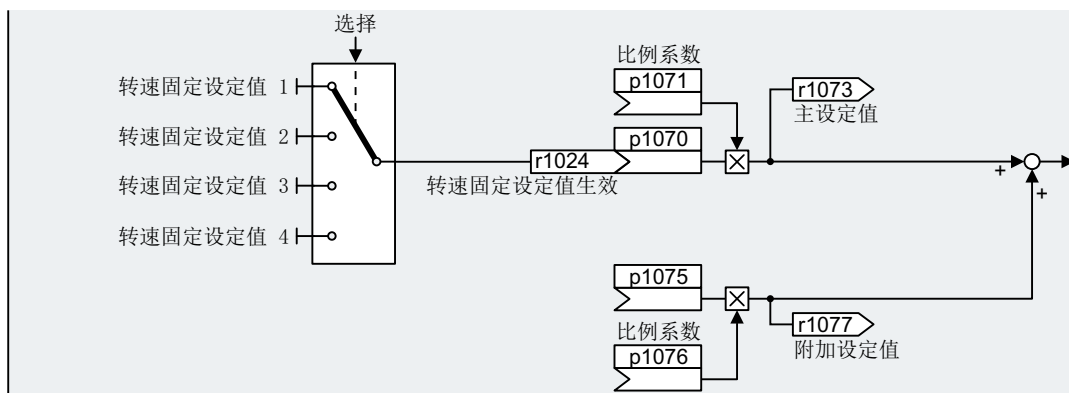 选择
比例系数
p1071
r1073
主设定值
转速固定设定值 1
转速固定设定值 2
p1070
r1024
转速固定设定值生效
+
+
转速固定设定值 3
转速固定设定值 4
p1075
r1077
附加设定值
比例系数
p1076